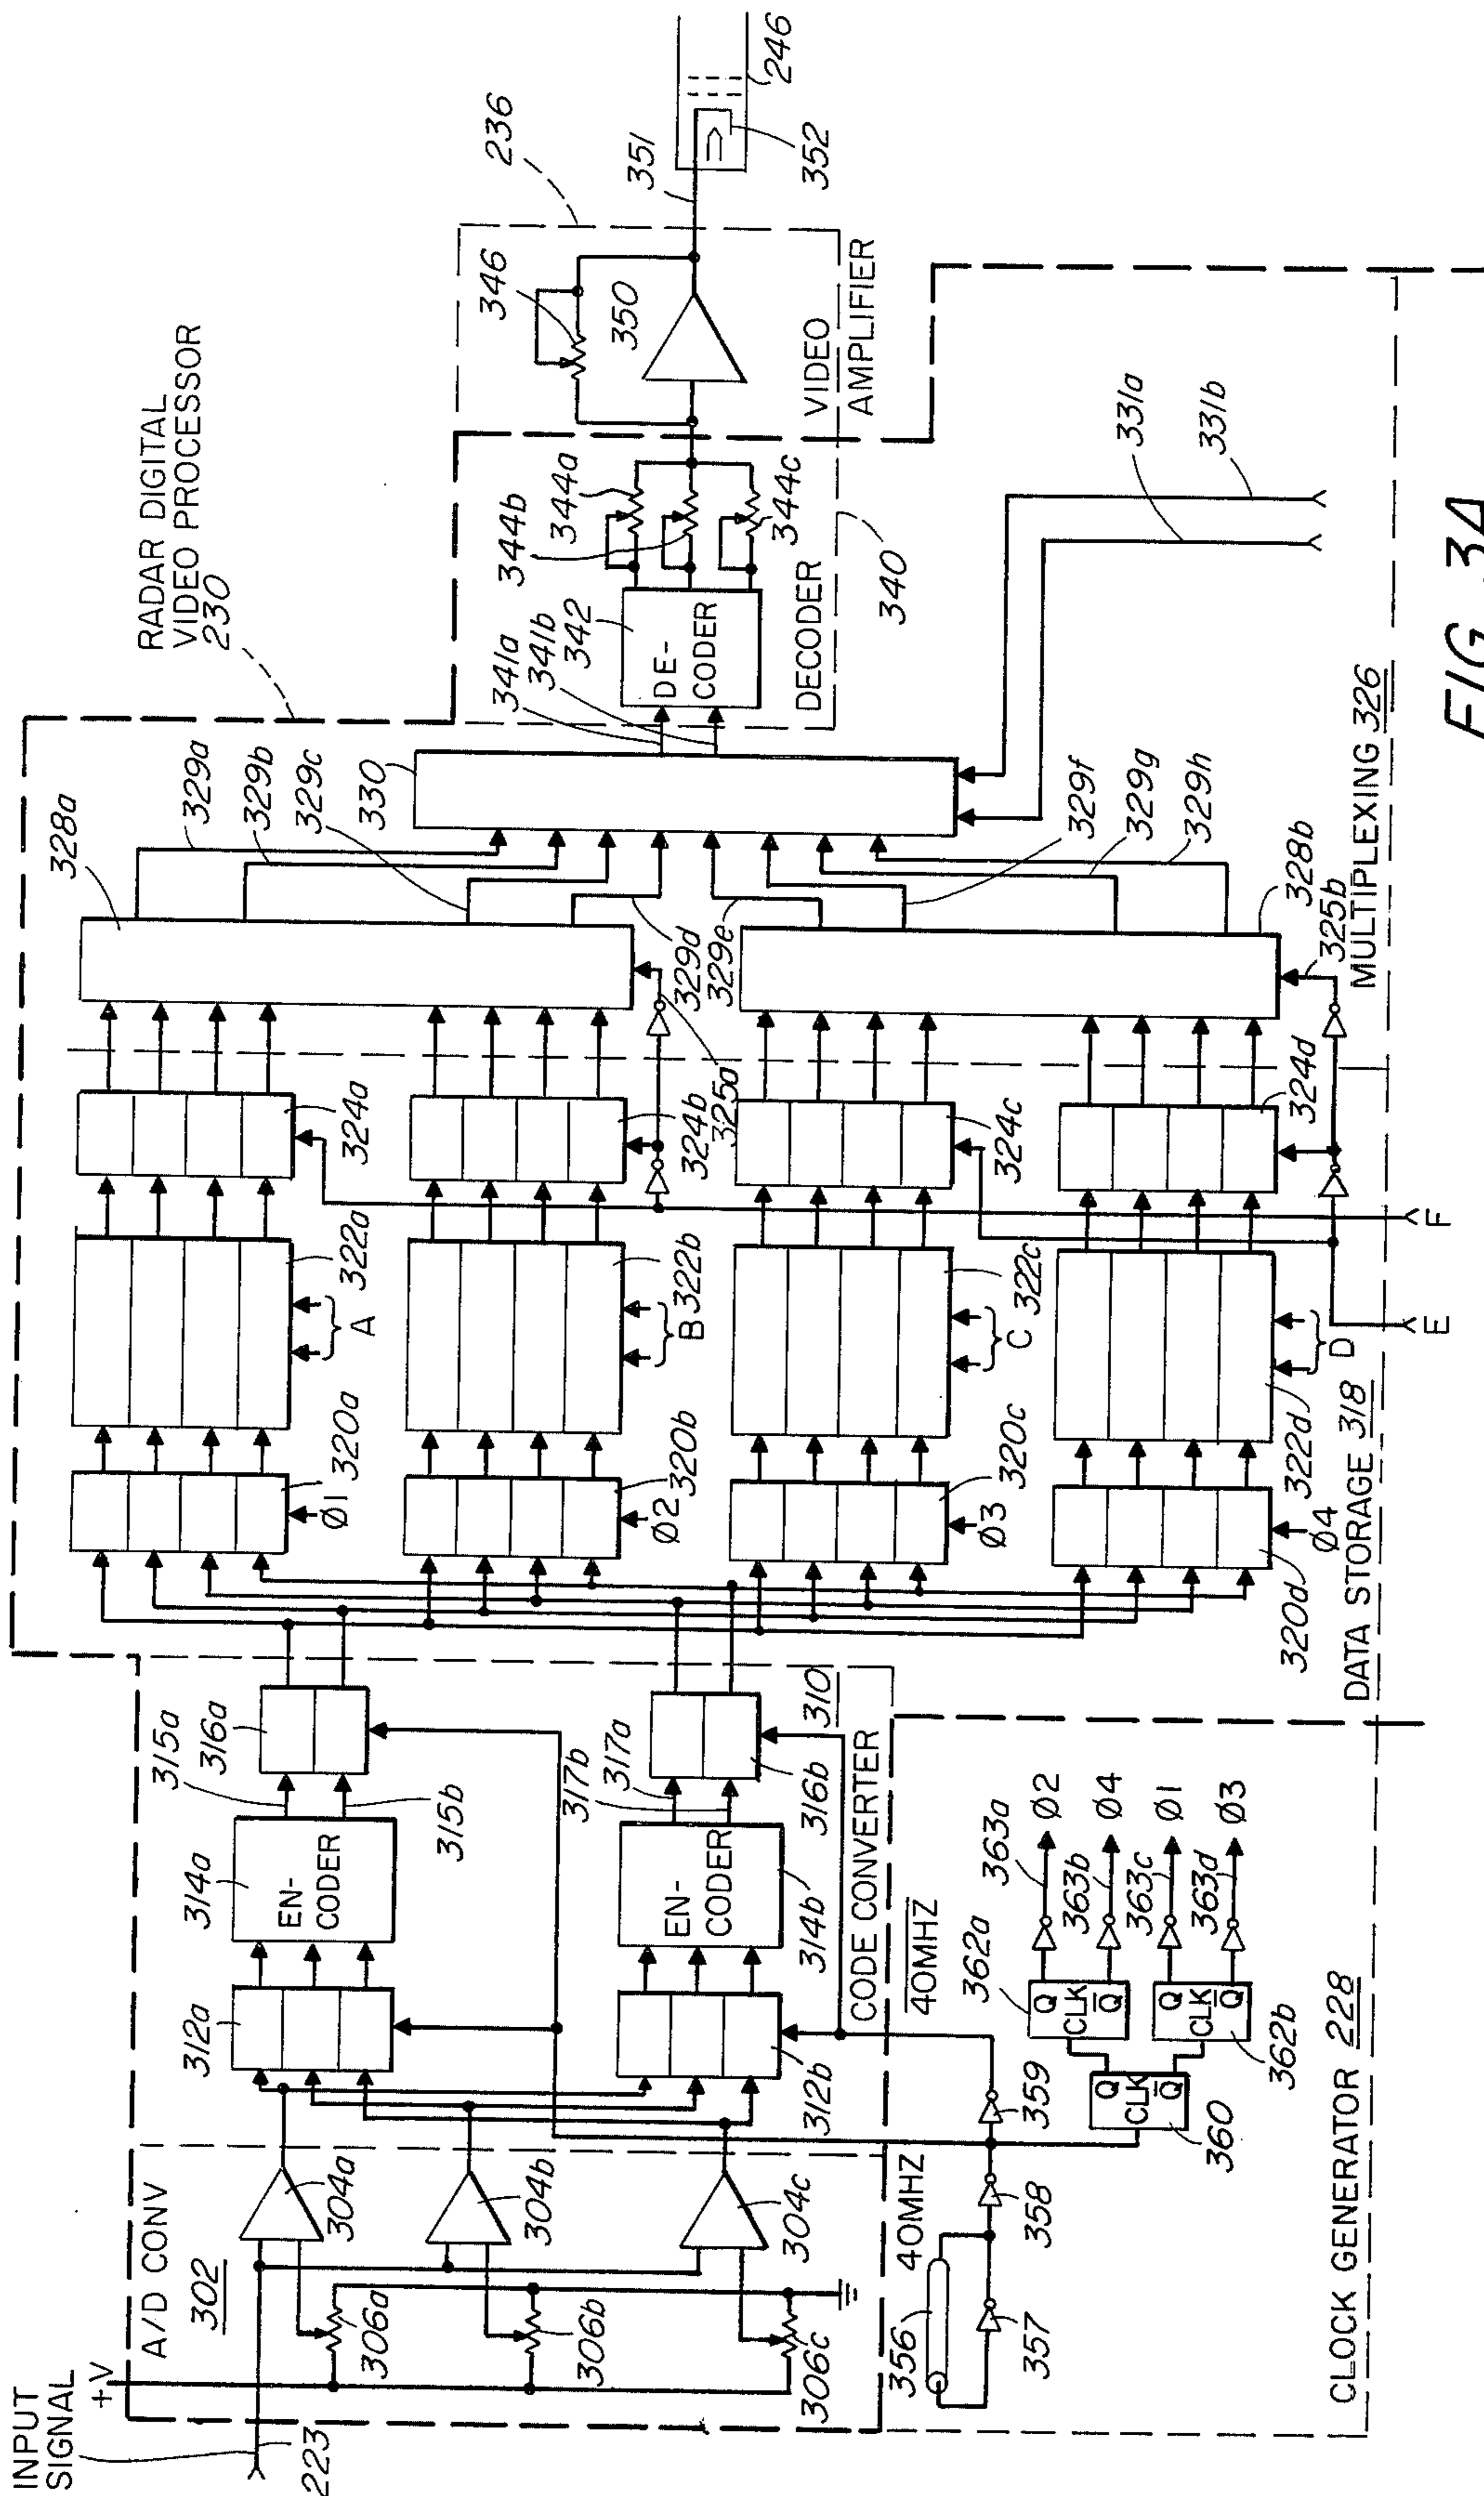 INPUT
SIGNAL
+V
223
A/D CONV
302
304a
304b
304c
306a
306b
306c
RADAR DIGITAL
VIDEO PROCESSOR
230
312a
312b
314a
EN-
CODER
314b
EN-
CODER
315a
315b
316a
316b
317a
317b
310
CODE CONVERTER
40MHZ
40MHZ
356
357
358
359
360
Q
CLK
Q̅
362a
Q
CLK
Q̅
362b
Q
CLK
Q̅
363a
Ø2
363b
Ø4
363c
Ø1
363d
Ø3
CLOCK GENERATOR 228
320a
Ø1
320b
Ø2
320c
Ø3
320d
Ø4
322a
A
322b
B
322c
C
322d
D
324a
324b
324c
324d
325a
325b
E
F
DATA STORAGE 318
328a
328b
329a
329b
329c
329d
329e
329f
329g
329h
330
331a
331b
MULTIPLEXING 326
341a
341b
342
DE-
CODER
344b
344a
344c
DECODER
340
346
350
VIDEO
AMPLIFIER
236
351
352
246
FIG. 3A